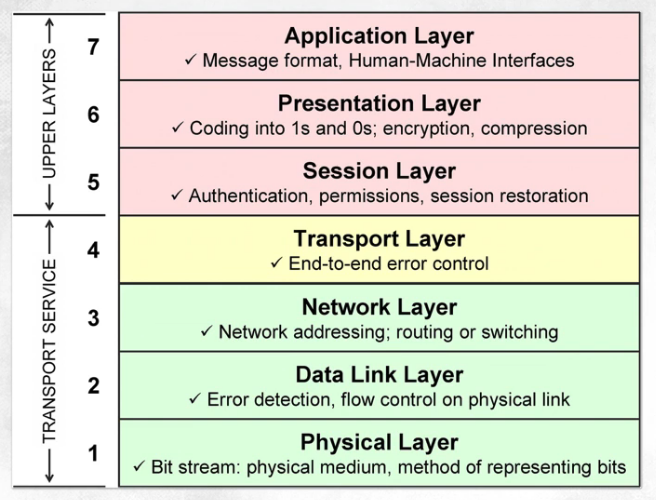 UPPER LAYERS
7
Application Layer
✓ Message format, Human-Machine Interfaces
6
Presentation Layer
✓ Coding into 1s and 0s; encryption, compression
5
Session Layer
✓ Authentication, permissions, session restoration
TRANSPORT SERVICE
4
Transport Layer
✓ End-to-end error control
3
Network Layer
✓ Network addressing; routing or switching
2
Data Link Layer
✓ Error detection, flow control on physical link
1
Physical Layer
✓ Bit stream: physical medium, method of representing bits